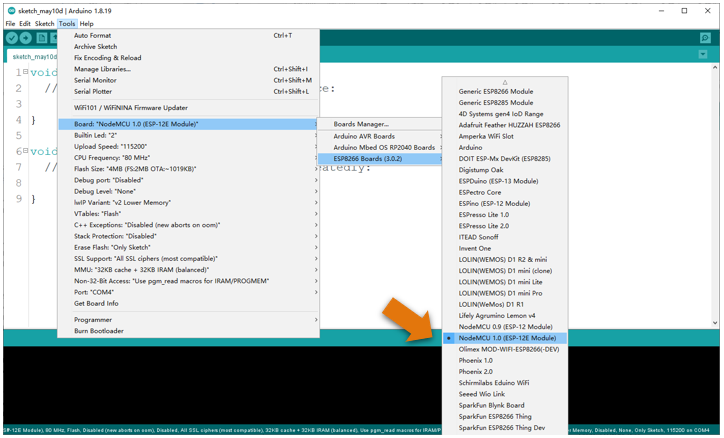 sketch_may10d | Arduino 1.8.19
File Edit Sketch Tools Help
sketch_may10d
1 void
2 //
3
4 }
5
6 void
7 //
8
9 }
Auto Format Ctrl+T
Archive Sketch
Fix Encoding & Reload
Manage Libraries... Ctrl+Shift+I
Serial Monitor Ctrl+Shift+M
Serial Plotter Ctrl+Shift+L
WiFi101 / WiFiNINA Firmware Updater
Board: "NodeMCU 1.0 (ESP-12E Module)"
Builtin Led: "2"
Upload Speed: "115200"
CPU Frequency: "80 MHz"
Flash Size: "4MB (FS:2MB OTA:~1019KB)"
Debug port: "Disabled"
Debug Level: "None"
lwIP Variant: "v2 Lower Memory"
VTables: "Flash"
C++ Exceptions: "Disabled (new aborts on oom)"
Stack Protection: "Disabled"
Erase Flash: "Only Sketch"
SSL Support: "All SSL ciphers (most compatible)"
MMU: "32KB cache + 32KB IRAM (balanced)"
Non-32-Bit Access: "Use pgm_read macros for IRAM/PROGMEM"
Port: "COM4"
Get Board Info
Programmer
Burn Bootloader
Boards Manager...
Arduino AVR Boards
Arduino Mbed OS RP2040 Boards
ESP8266 Boards (3.0.2)
Generic ESP8266 Module
Generic ESP8285 Module
4D Systems gen4 IoD Range
Adafruit Feather HUZZAH ESP8266
Amperka WiFi Slot
Arduino
DOIT ESP-Mx DevKit (ESP8285)
Digistump Oak
ESPDuino (ESP-13 Module)
ESPectro Core
ESPino (ESP-12 Module)
ESPresso Lite 1.0
ESPresso Lite 2.0
ITEAD Sonoff
Invent One
LOLIN(WEMOS) D1 R2 & mini
LOLIN(WEMOS) D1 mini (clone)
LOLIN(WEMOS) D1 mini Lite
LOLIN(WEMOS) D1 mini Pro
LOLIN(WeMos) D1 R1
Lifely Agrumino Lemon v4
NodeMCU 0.9 (ESP-12 Module)
NodeMCU 1.0 (ESP-12E Module)
Olimex MOD-WIFI-ESP8266(-DEV)
Phoenix 1.0
Phoenix 2.0
Schirmilabs Eduino WiFi
Seeed Wio Link
SparkFun Blynk Board
SparkFun ESP8266 Thing
SparkFun ESP8266 Thing Dev
Module), 80 MHz, Flash, Disabled (new aborts on oom), Disabled, All SSL ciphers (most compatible), 32KB cache + 32KB IRAM (balanced), Use pgm_read macros for IRAM/ Memory, Disabled, None, Only Sketch, 115200 on COM4